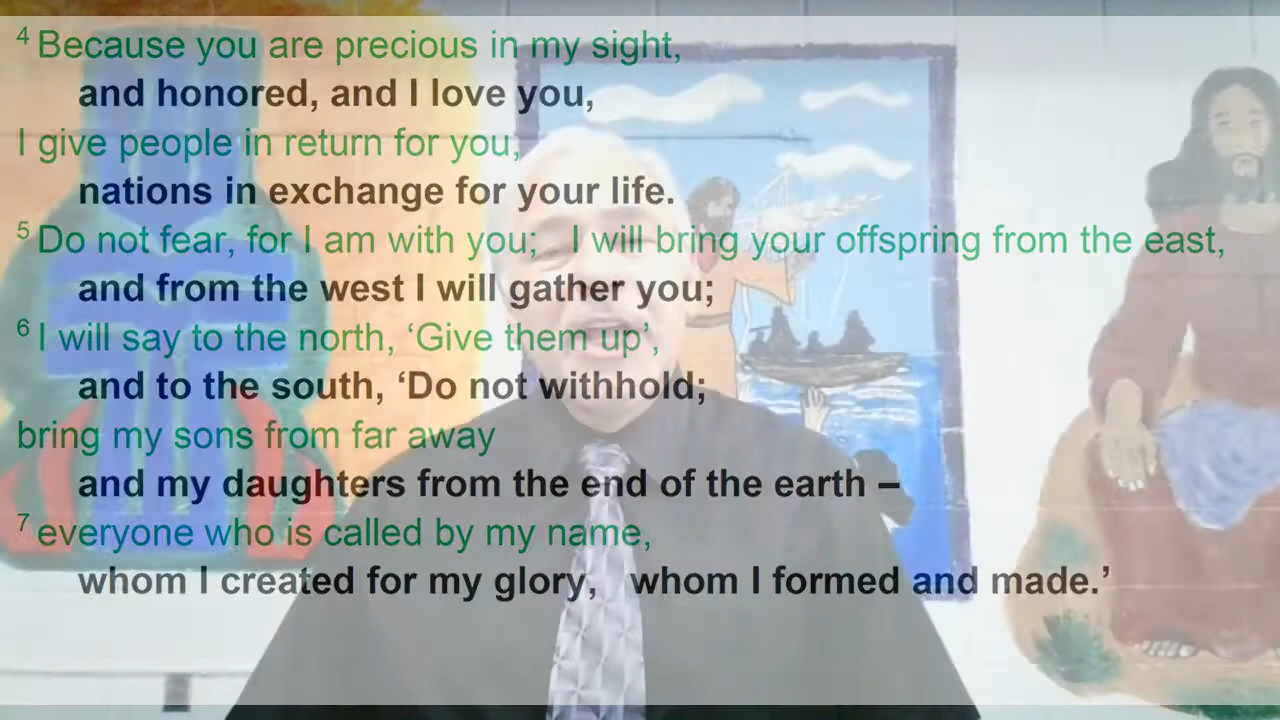 4 Because you are precious in my sight,
and honored, and I love you,
I give people in return for you,
nations in exchange for your life.
5 Do not fear, for I am with you; I will bring your offspring from the east,
and from the west I will gather you;
6 I will say to the north, ‘Give them up’,
and to the south, ‘Do not withhold;
bring my sons from far away
and my daughters from the end of the earth –
7 everyone who is called by my name,
whom I created for my glory, whom I formed and made.’